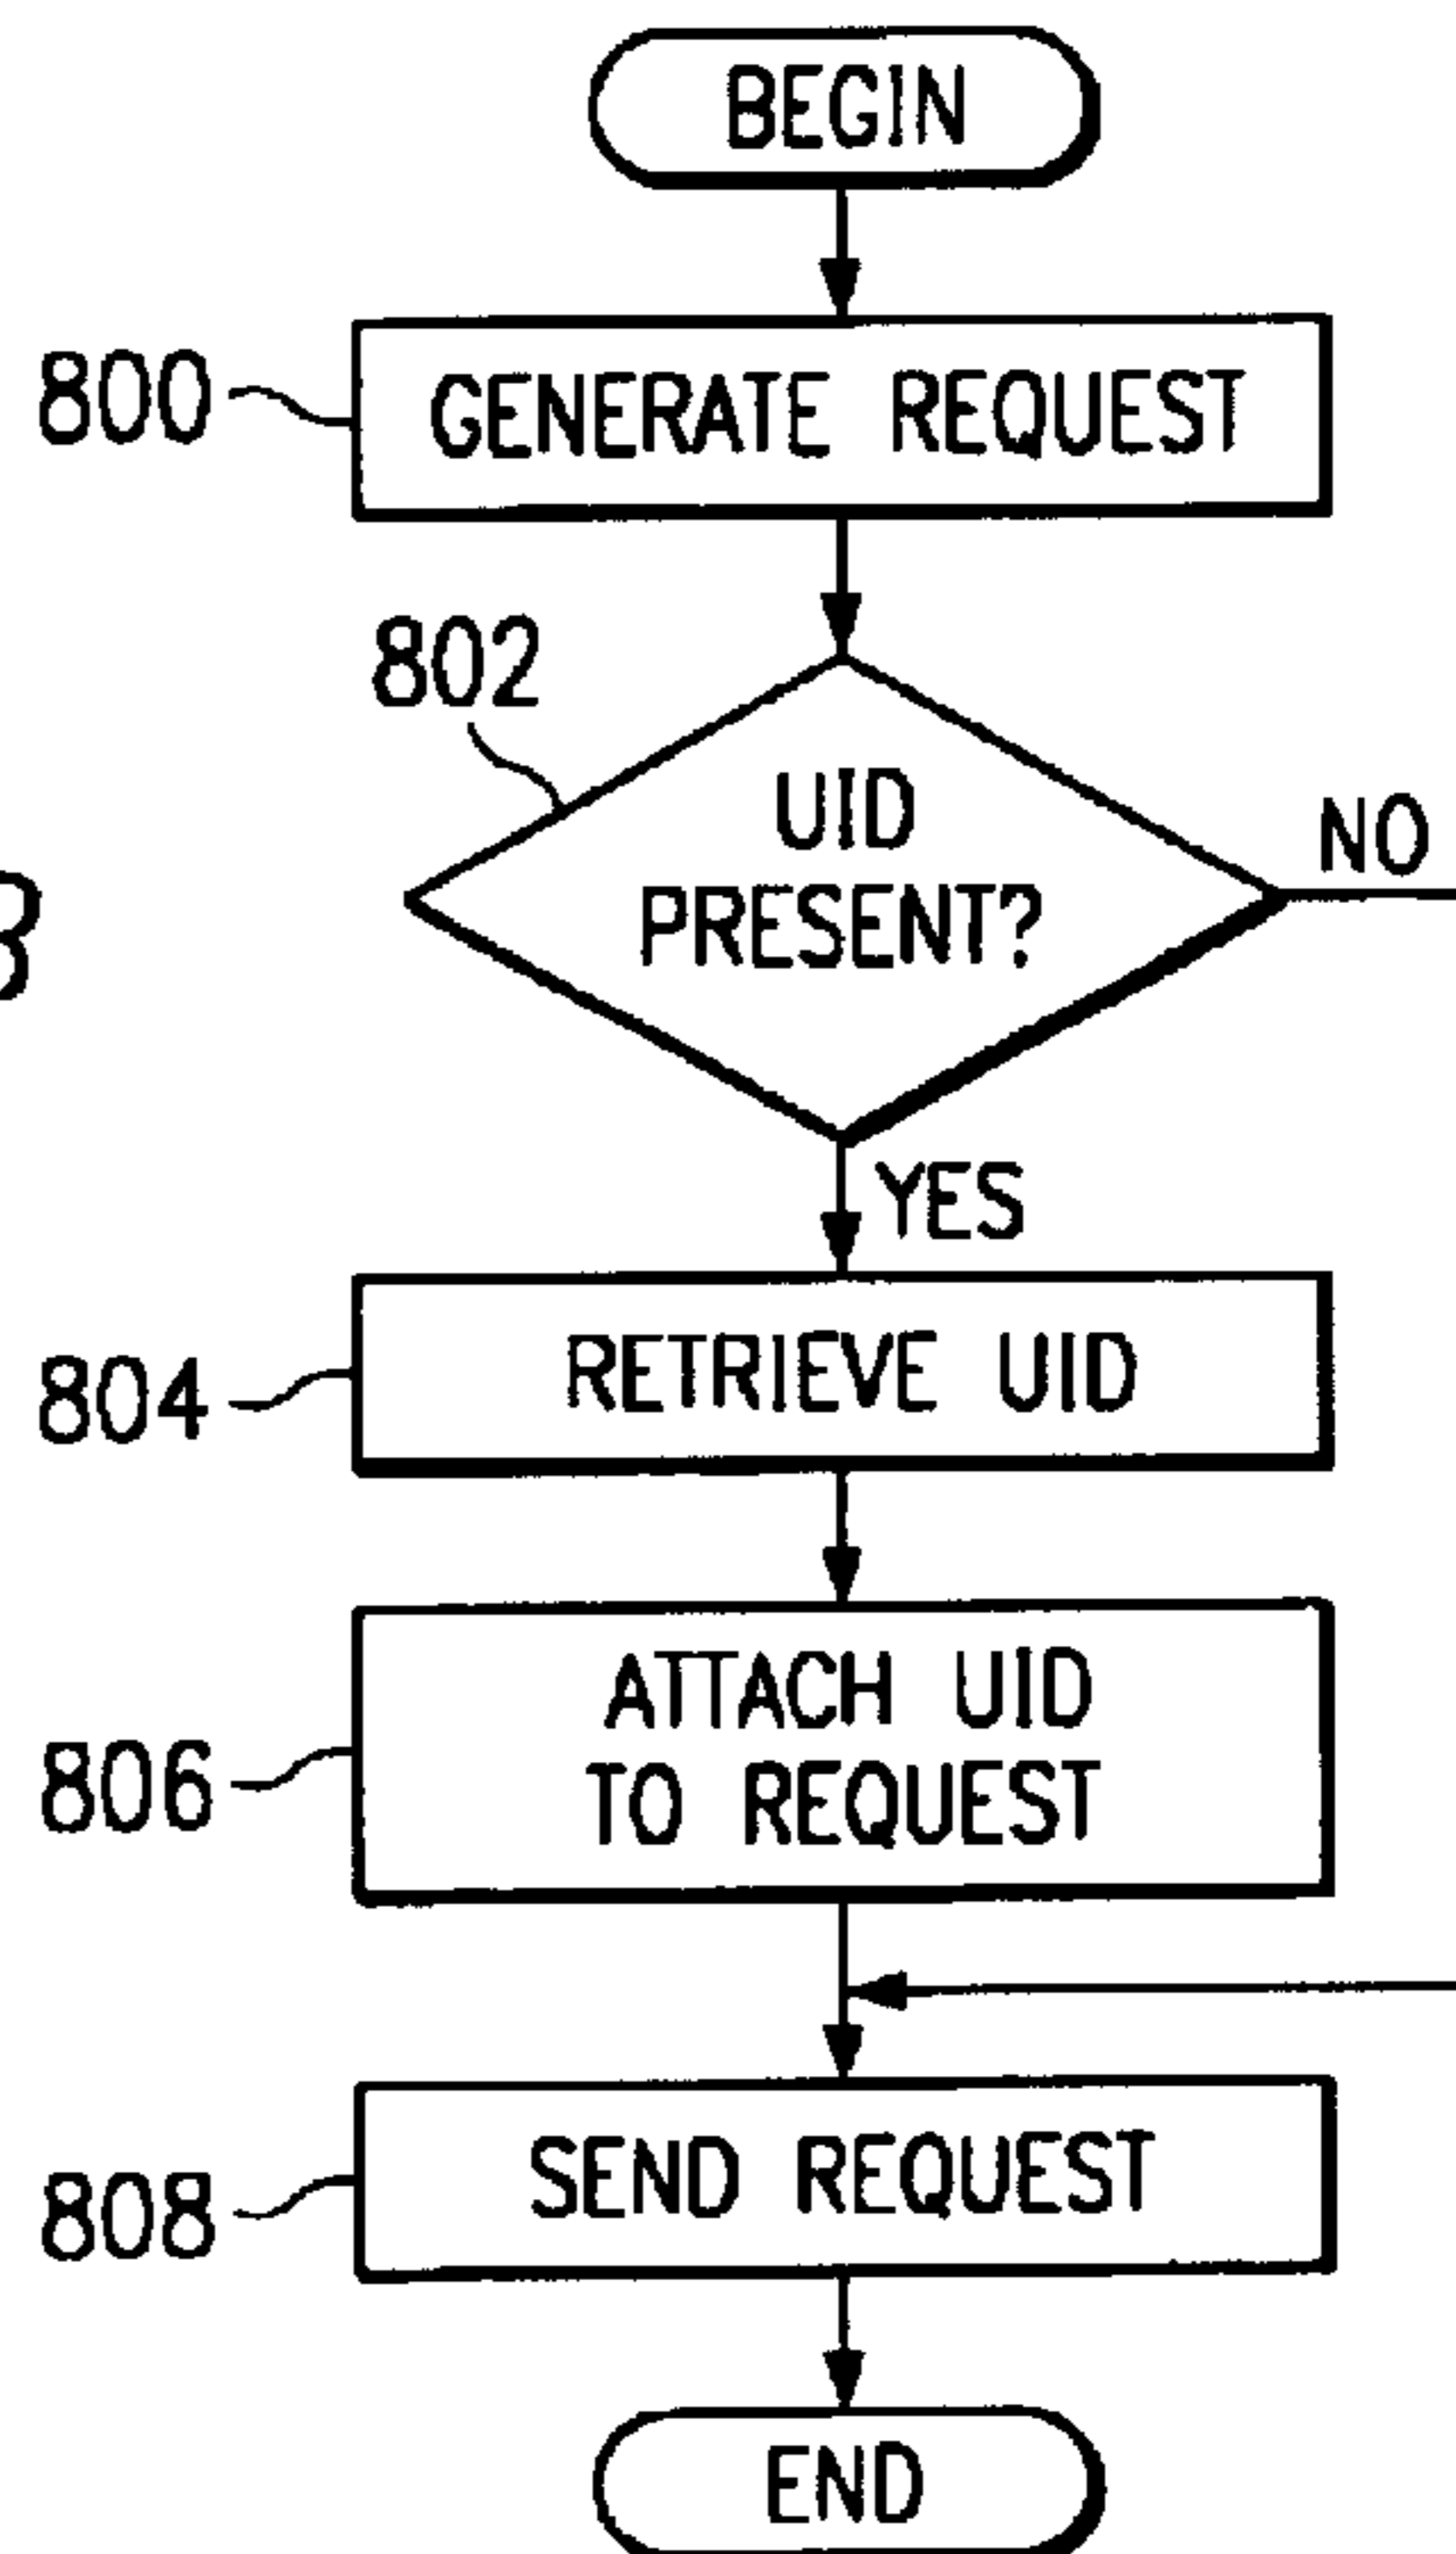 BEGIN
800
GENERATE REQUEST
802
UID
PRESENT?
NO
YES
804
RETRIEVE UID
806
ATTACH UID
TO REQUEST
808
SEND REQUEST
END